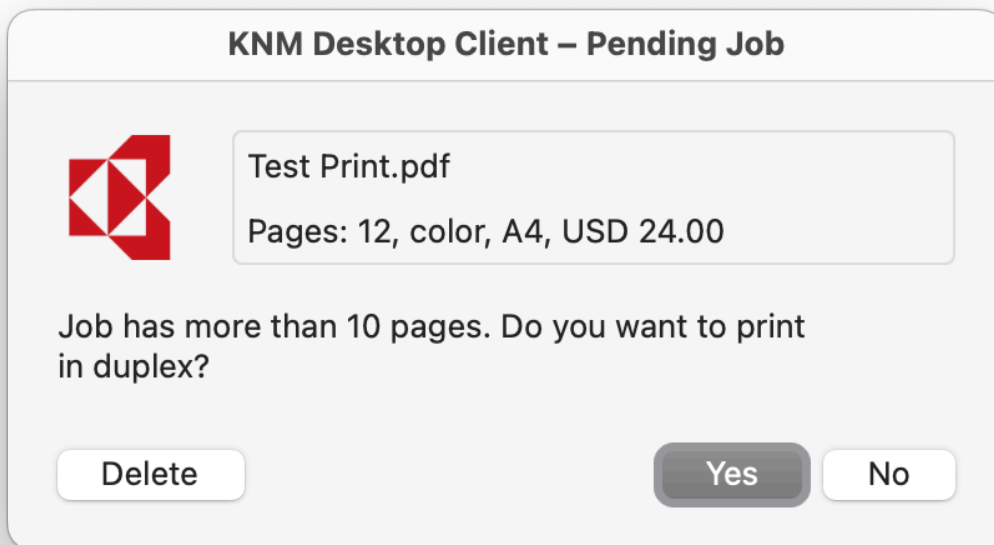 KNM Desktop Client – Pending Job
Test Print.pdf
Pages: 12, color, A4, USD 24.00
Job has more than 10 pages. Do you want to print
in duplex?
Delete
Yes
No